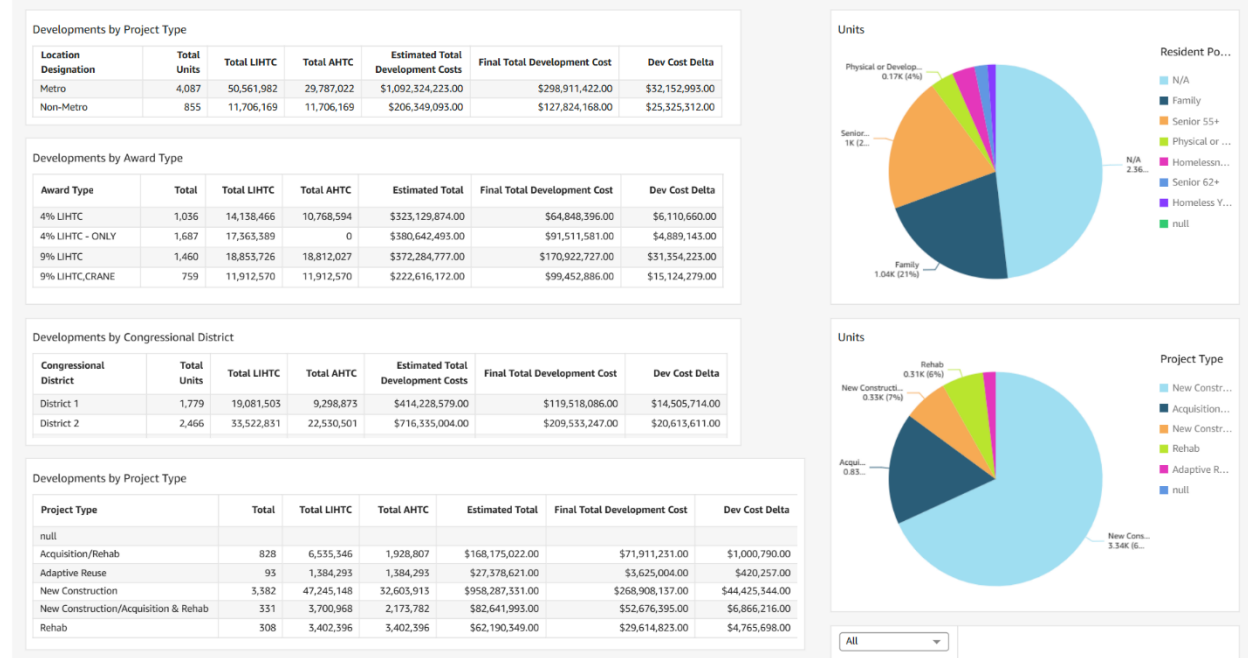 Developments by Project Type
Location Designation | Total Units | Total LIHTC | Total AHTC | Estimated Total Development Costs | Final Total Development Cost | Dev Cost Delta
Metro | 4,087 | 50,561,982 | 29,787,022 | $1,092,324,223.00 | $298,911,422.00 | $32,152,993.00
Non-Metro | 855 | 11,706,169 | 11,706,169 | $206,349,093.00 | $127,824,168.00 | $25,325,312.00
Developments by Award Type
Award Type | Total | Total LIHTC | Total AHTC | Estimated Total | Final Total Development Cost | Dev Cost Delta
4% LIHTC | 1,036 | 14,138,466 | 10,768,594 | $323,129,874.00 | $64,848,396.00 | $6,110,660.00
4% LIHTC - ONLY | 1,687 | 17,363,389 | 0 | $380,642,493.00 | $91,511,581.00 | $4,889,143.00
9% LIHTC | 1,460 | 18,853,726 | 18,812,027 | $372,284,777.00 | $170,922,727.00 | $31,354,223.00
9% LIHTC,CRANE | 759 | 11,912,570 | 11,912,570 | $222,616,172.00 | $99,452,886.00 | $15,124,279.00
Developments by Congressional District
Congressional District | Total Units | Total LIHTC | Total AHTC | Estimated Total Development Costs | Final Total Development Cost | Dev Cost Delta
District 1 | 1,779 | 19,081,503 | 9,298,873 | $414,228,579.00 | $119,518,086.00 | $14,505,714.00
District 2 | 2,466 | 33,522,831 | 22,530,501 | $716,335,004.00 | $209,533,247.00 | $20,613,611.00
Developments by Project Type
Project Type | Total | Total LIHTC | Total AHTC | Estimated Total | Final Total Development Cost | Dev Cost Delta
null
Acquisition/Rehab | 828 | 6,535,346 | 1,928,807 | $168,175,022.00 | $71,911,231.00 | $1,000,790.00
Adaptive Reuse | 93 | 1,384,293 | 1,384,293 | $27,378,621.00 | $3,625,004.00 | $420,257.00
New Construction | 3,382 | 47,245,148 | 32,603,913 | $958,287,331.00 | $268,908,137.00 | $44,425,344.00
New Construction/Acquisition & Rehab | 331 | 3,700,968 | 2,173,782 | $82,641,993.00 | $52,676,395.00 | $6,866,216.00
Rehab | 308 | 3,402,396 | 3,402,396 | $62,190,349.00 | $29,614,823.00 | $4,765,698.00
Units
Physical or Develop...
0.17K (4%)
Senior...
1K (2...
Family
1.04K (21%)
N/A
2.36...
Resident Po...
N/A
Family
Senior 55+
Physical or ...
Homelessn...
Senior 62+
Homeless Y...
null
Units
Rehab
0.31K (6%)
New Constructi...
0.33K (7%)
Acqui...
0.83...
New Cons...
3.34K (6...
Project Type
New Constr...
Acquisition...
New Constr...
Rehab
Adaptive R...
null
All